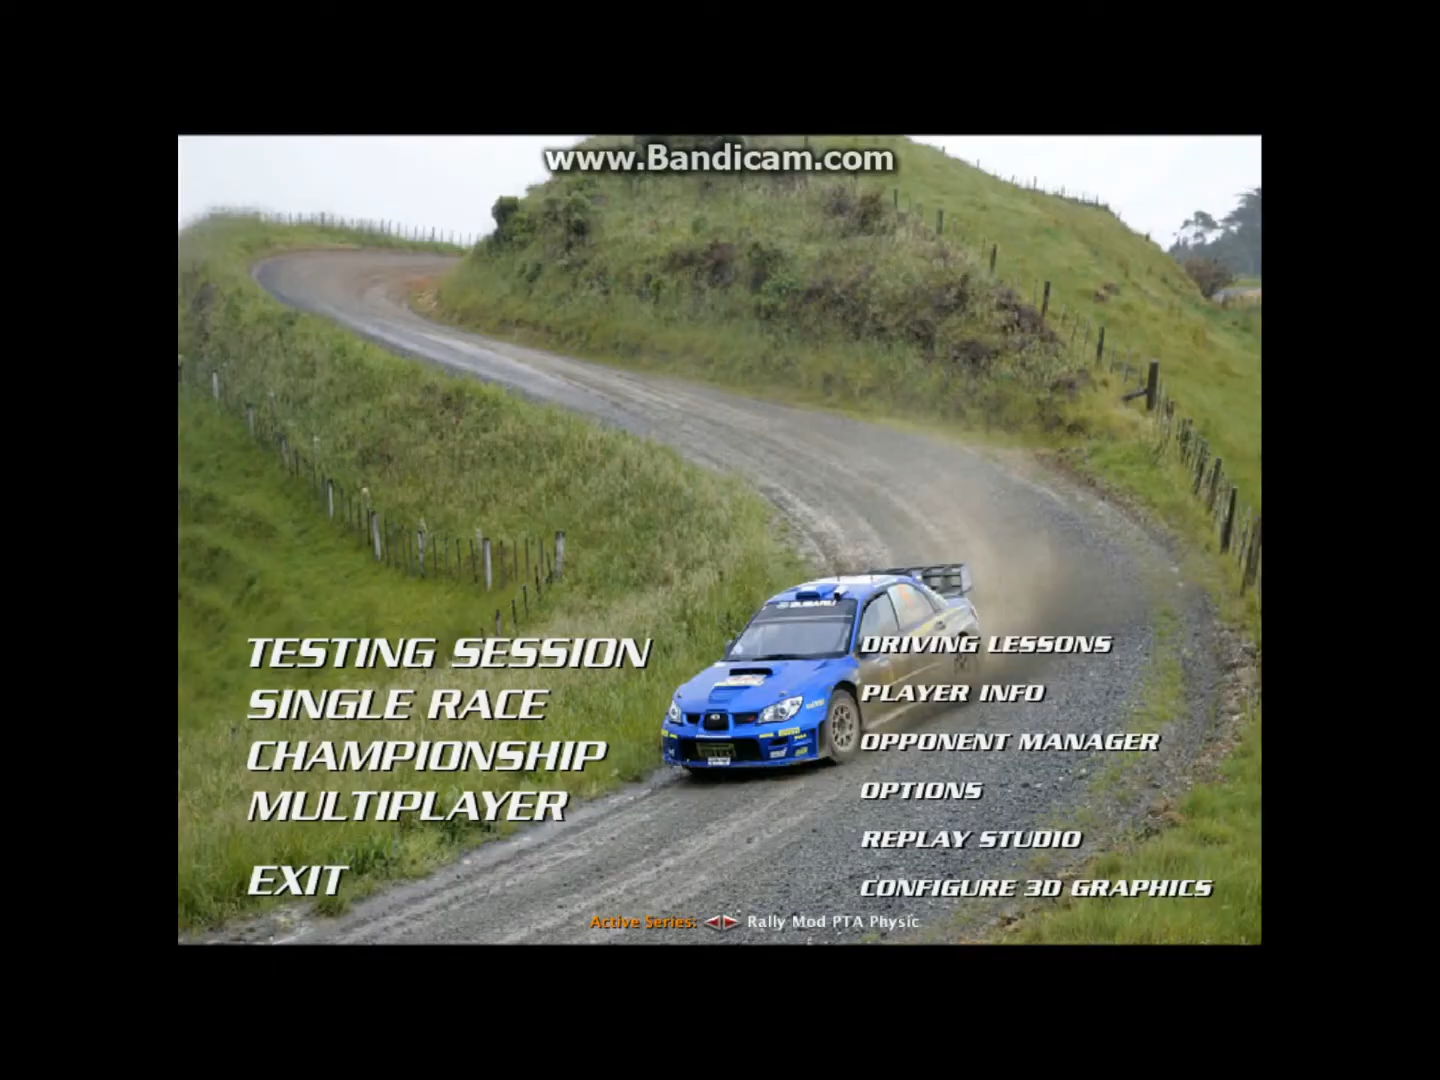 www.Bandicam.com
SUBARU
TESTING SESSION
SINGLE RACE
CHAMPIONSHIP
MULTIPLAYER
EXIT
DRIVING LESSONS
PLAYER INFO
OPPONENT MANAGER
OPTIONS
REPLAY STUDIO
CONFIGURE 3D GRAPHICS
Active Series: Rally Mod PTA Physic